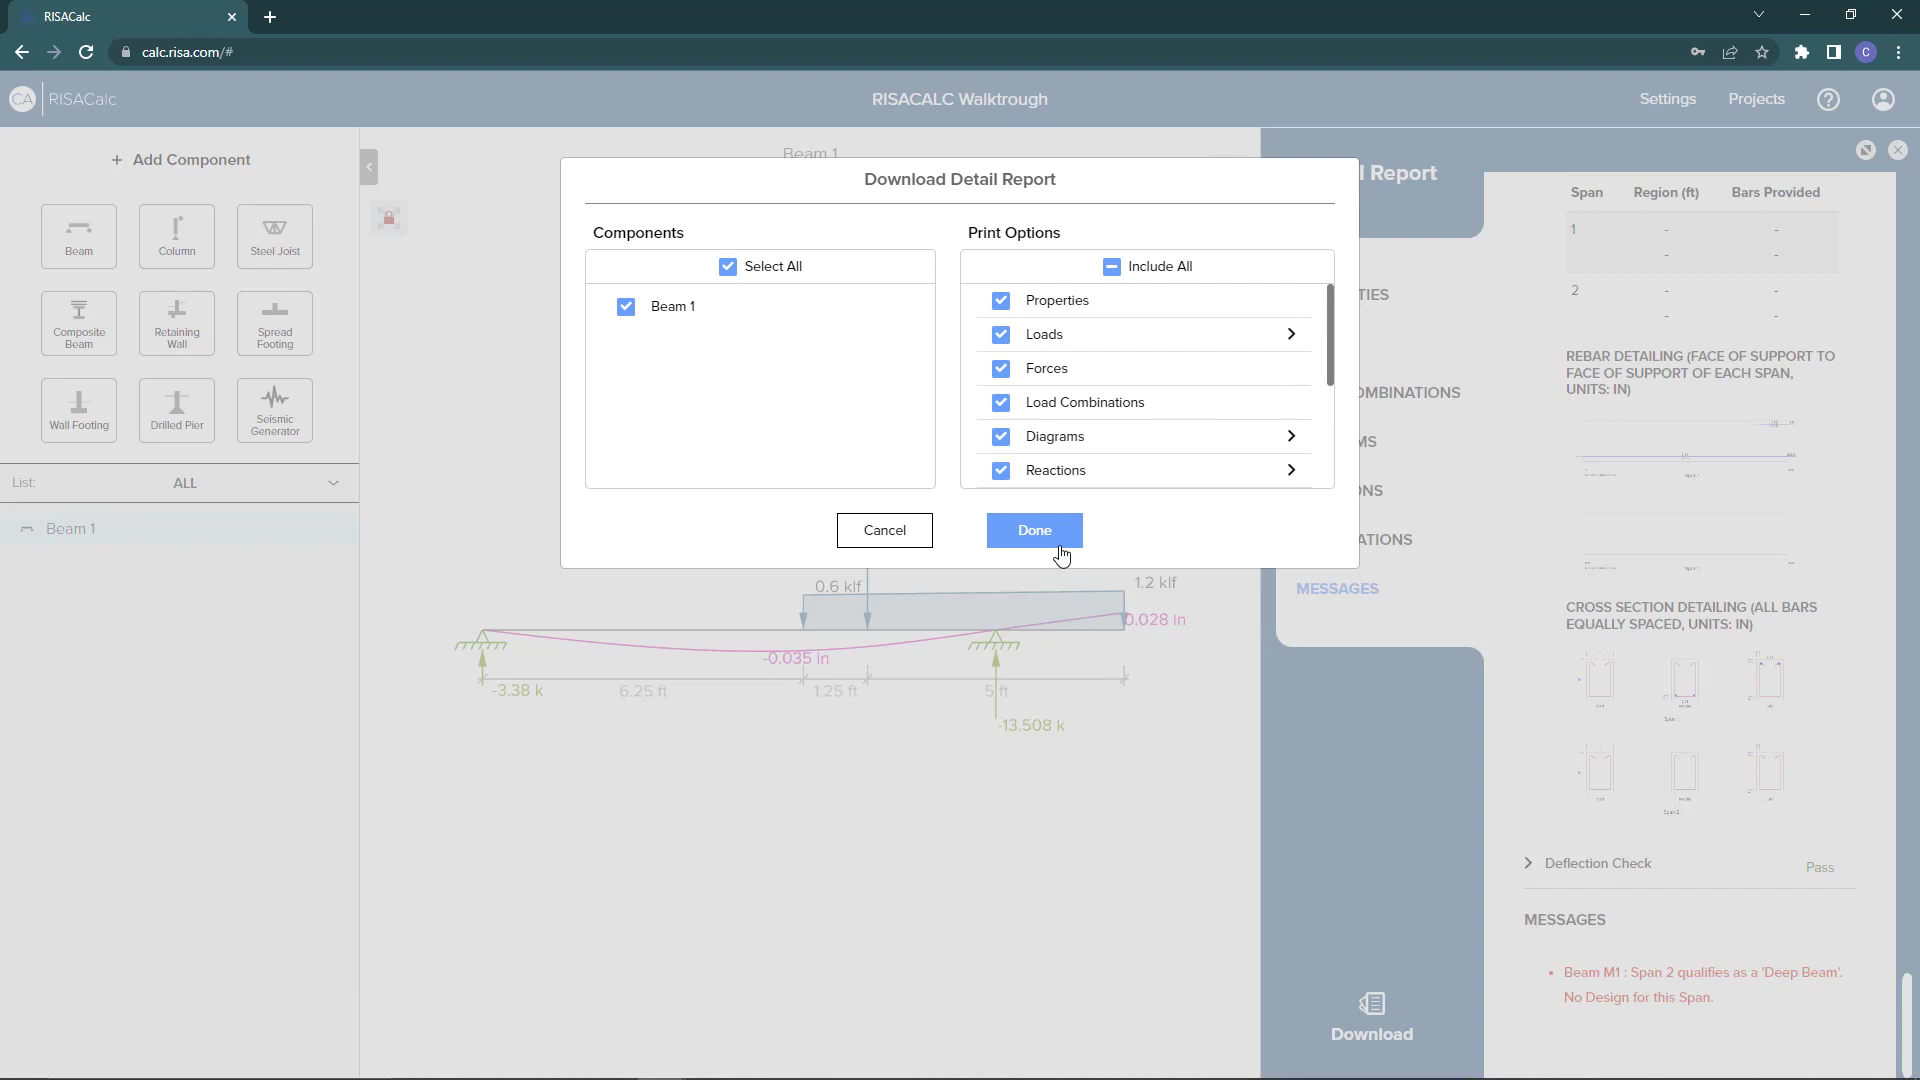 RISACalc
calc.risa.com/#
C
CA RISACalc
RISACALC Walktrough
Settings
Projects
?
+ Add Component
Beam
Column
Steel Joist
Composite
Beam
Retaining
Wall
Spread
Footing
Wall Footing
Drilled Pier
Seismic
Generator
List:
ALL
Beam 1
Beam 1
Download Detail Report
Components
Select All
Beam 1
Print Options
Include All
Properties
Loads
Forces
Load Combinations
Diagrams
Reactions
Cancel
Done
0.6 klf
1.2 klf
0.028 in
-0.035 in
-3.38 k
6.25 ft
1.25 ft
5 ft
-13.508 k
l Report
TIES
OMBINATIONS
MS
ONS
ATIONS
MESSAGES
Download
Span Region (ft) Bars Provided
1 - -
- -
2 - -
- -
REBAR DETAILING (FACE OF SUPPORT TO
FACE OF SUPPORT OF EACH SPAN,
UNITS: IN)
CROSS SECTION DETAILING (ALL BARS
EQUALLY SPACED, UNITS: IN)
Deflection Check
Pass
MESSAGES
• Beam M1 : Span 2 qualifies as a 'Deep Beam'.
No Design for this Span.